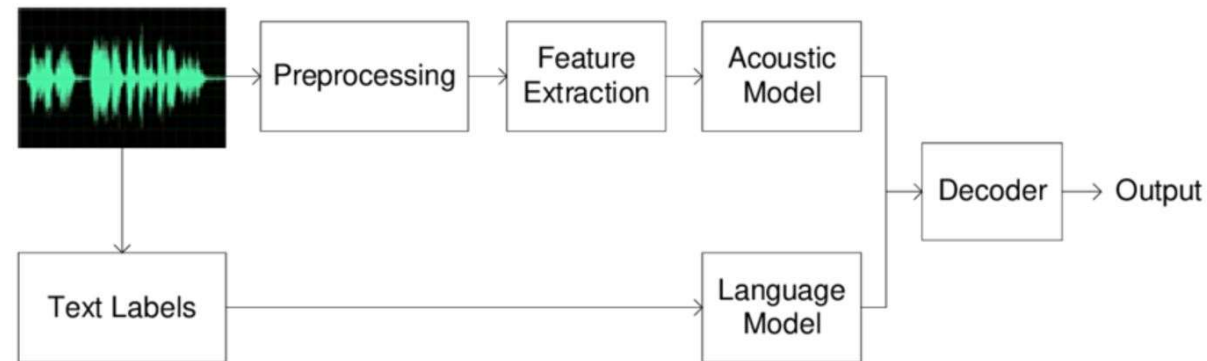 Preprocessing
Feature
Extraction
Acoustic
Model
Decoder
Output
Text Labels
Language
Model